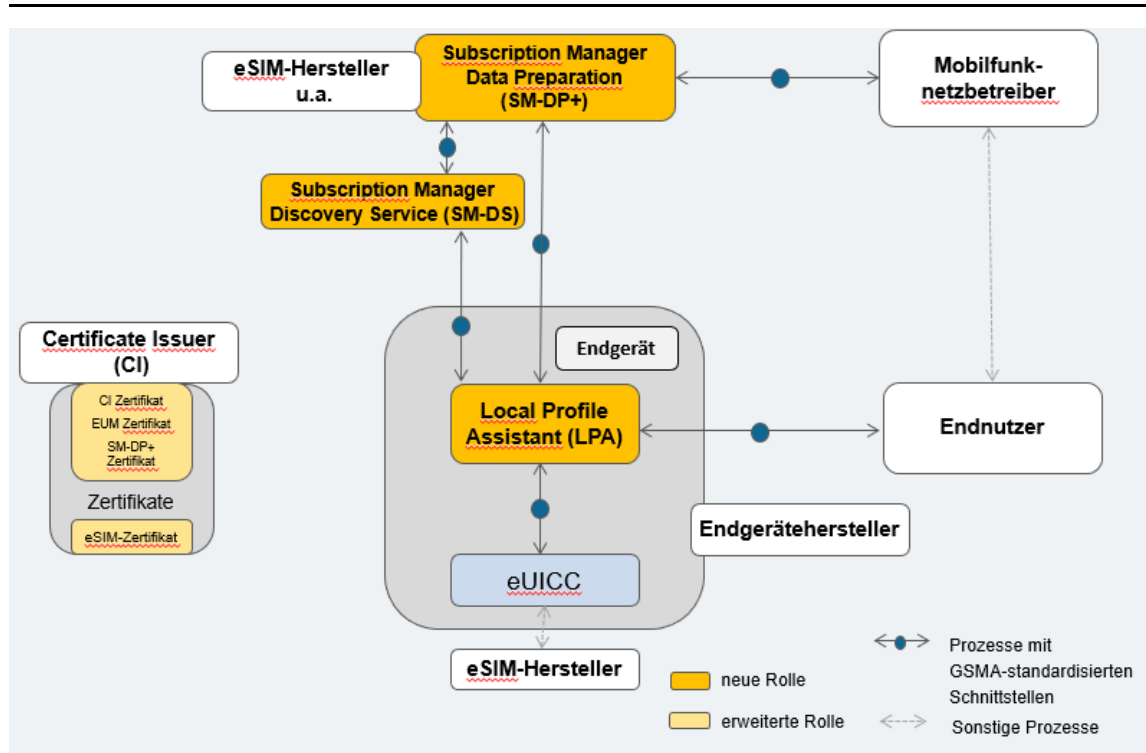 eSIM-Hersteller
u.a.
Subscription Manager
Data Preparation
(SM-DP+)
Mobilfunk-
netzbetreiber
Subscription Manager
Discovery Service (SM-DS)
Certificate Issuer
(CI)
CI Zertifikat
EUM Zertifikat
SM-DP+
Zertifikat
Zertifikate
eSIM-Zertifikat
Endgerät
Local Profile
Assistant (LPA)
Endnutzer
Endgerätehersteller
eUICC
eSIM-Hersteller
neue Rolle
erweiterte Rolle
Prozesse mit
GSMA-standardisierten
Schnittstellen
Sonstige Prozesse